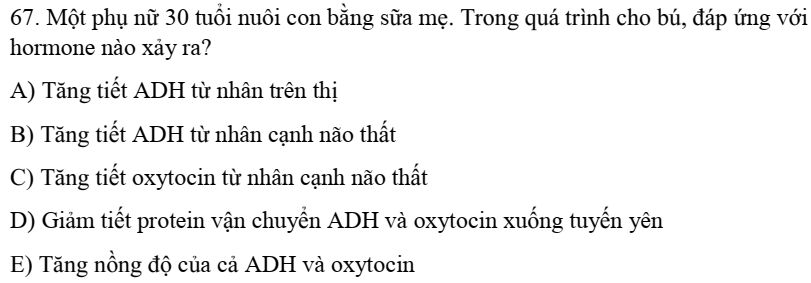 67. Một phụ nữ 30 tuổi nuôi con bằng sữa mẹ. Trong quá trình cho bú, đáp ứng với
hormone nào xảy ra?
A) Tăng tiết ADH từ nhân trên thị
B) Tăng tiết ADH từ nhân cạnh não thất
C) Tăng tiết oxytocin từ nhân cạnh não thất
D) Giảm tiết protein vận chuyển ADH và oxytocin xuống tuyến yên
E) Tăng nồng độ của cả ADH và oxytocin